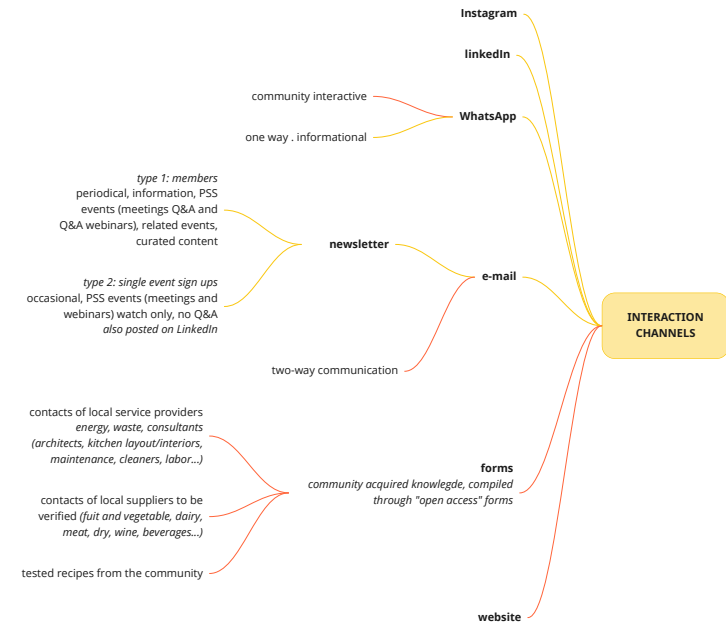 Instagram
linkedIn
community interactive
WhatsApp
one way . informational
type 1: members
periodical, information, PSS
events (meetings Q&A and
Q&A webinars), related events,
curated content
newsletter
e-mail
type 2: single event sign ups
occasional, PSS events (meetings and
webinars) watch only, no Q&A
also posted on LinkedIn
INTERACTION
CHANNELS
two-way communication
contacts of local service providers
energy, waste, consultants
(architects, kitchen layout/interiors,
maintenance, cleaners, labor...)
forms
community acquired knowlegde, compiled
through "open access" forms
contacts of local suppliers to be
verified (fuit and vegetable, dairy,
meat, dry, wine, beverages...)
tested recipes from the community
website